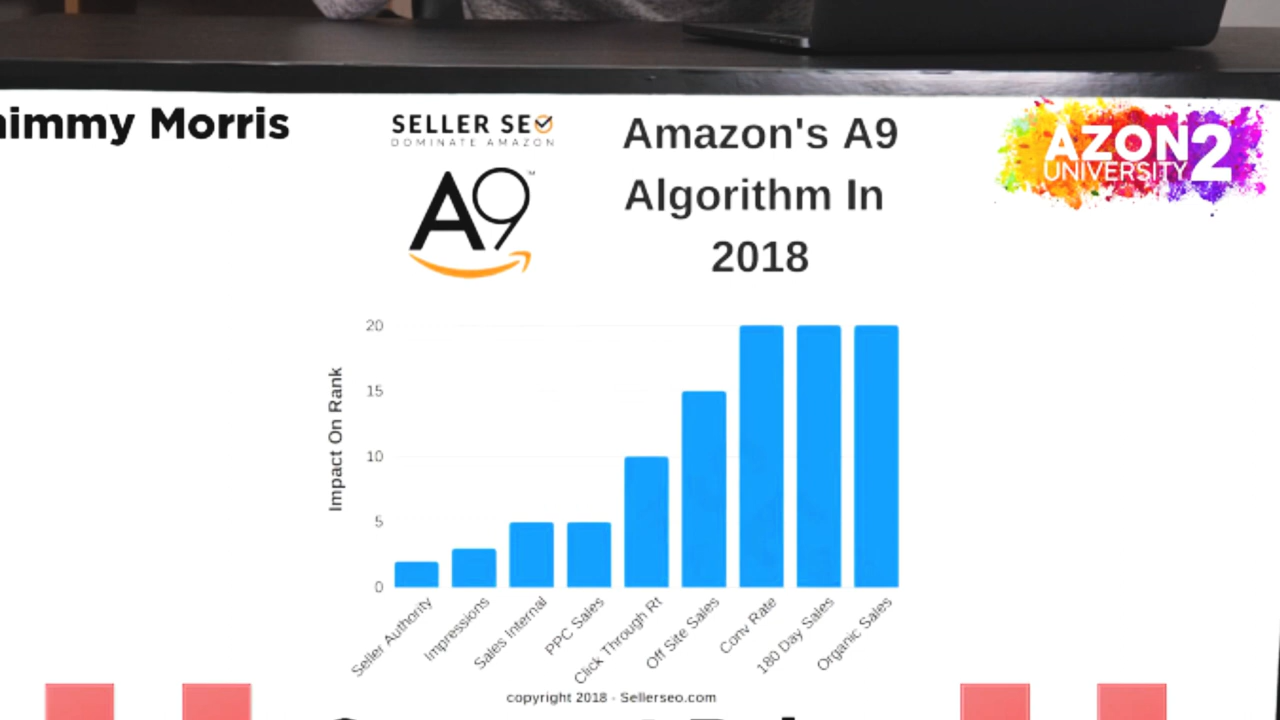 immy Morris
SELLER SEO
DOMINATE AMAZON
A9™
Amazon's A9
Algorithm In
2018
AZON 2
UNIVERSITY
Impact On Rank
20
15
10
5
0
Seller Authority
Impressions
Sales Internal
PPC Sales
Click Through Rt
Off Site Sales
Conv Rate
180 Day Sales
Organic Sales
copyright 2018 - Sellerseo.com